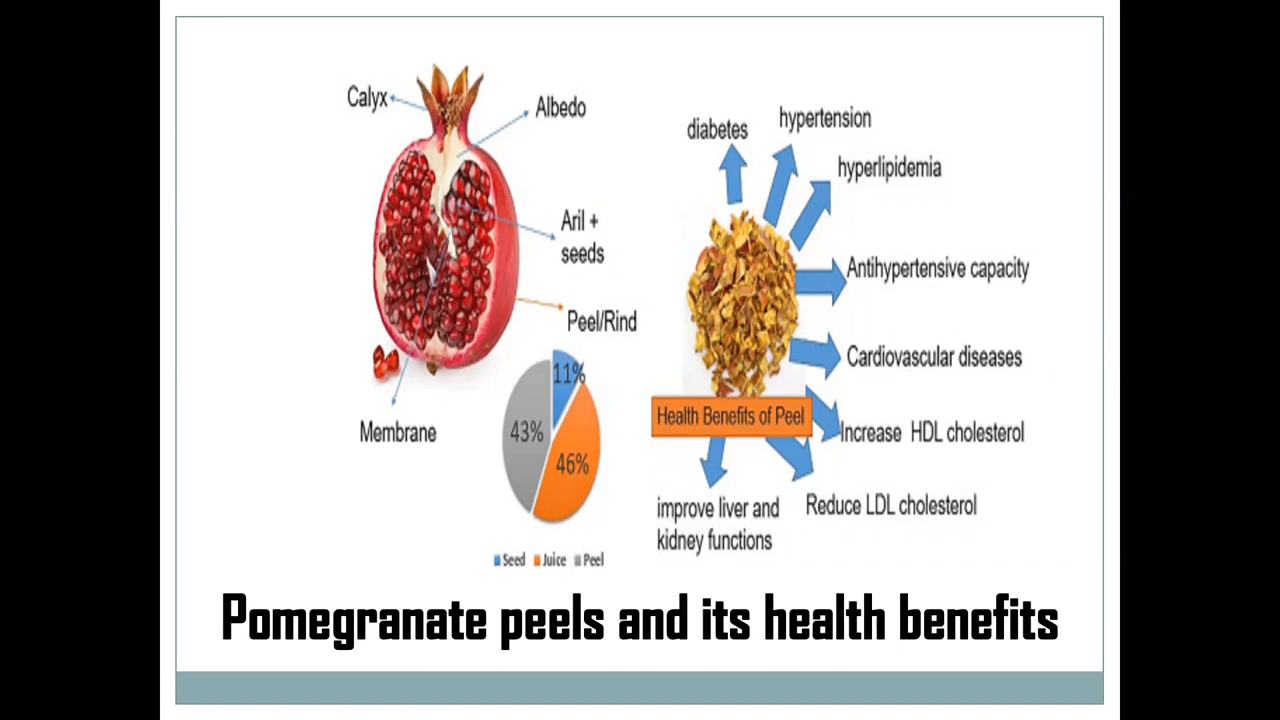 Calyx
Albedo
Aril +
seeds
Peel/Rind
Membrane
11%
43%
46%
Seed Juice Peel
diabetes
hypertension
hyperlipidemia
Antihypertensive capacity
Cardiovascular diseases
Increase HDL cholesterol
Reduce LDL cholesterol
improve liver and
kidney functions
Health Benefits of Peel
Pomegranate peels and its health benefits